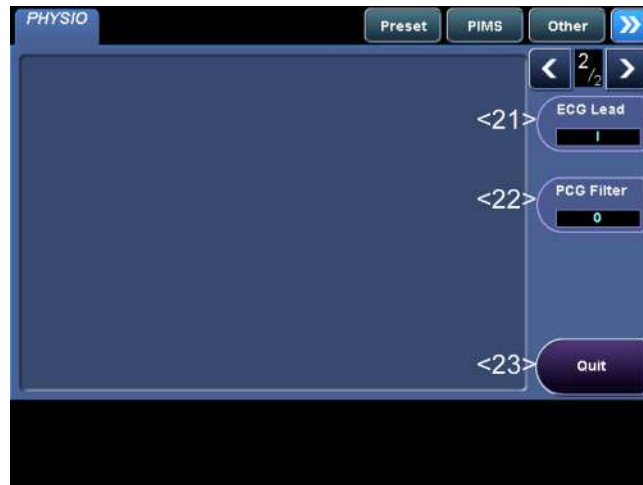 PHYSIO
Preset
PIMS
Other
2/2
<21>
ECG Lead
I
<22>
PCG Filter
0
<23>
Quit